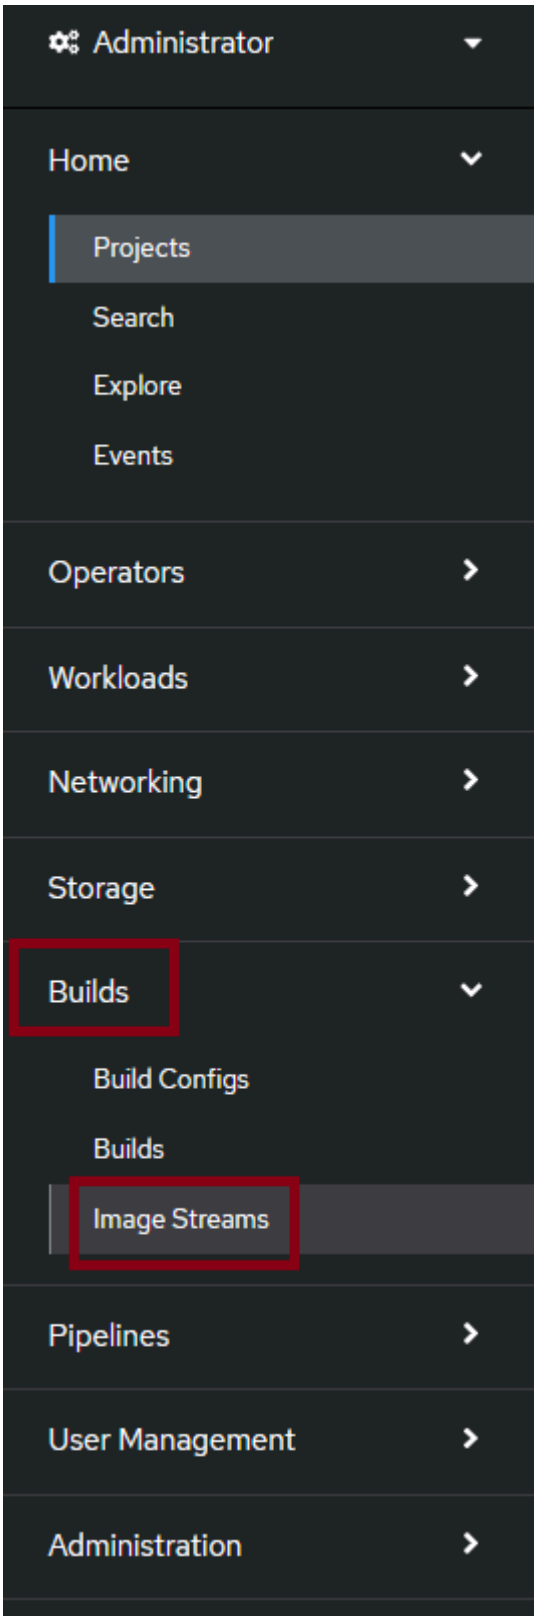 Administrator
Home
Projects
Search
Explore
Events
Operators
Workloads
Networking
Storage
Builds
Build Configs
Builds
Image Streams
Pipelines
User Management
Administration